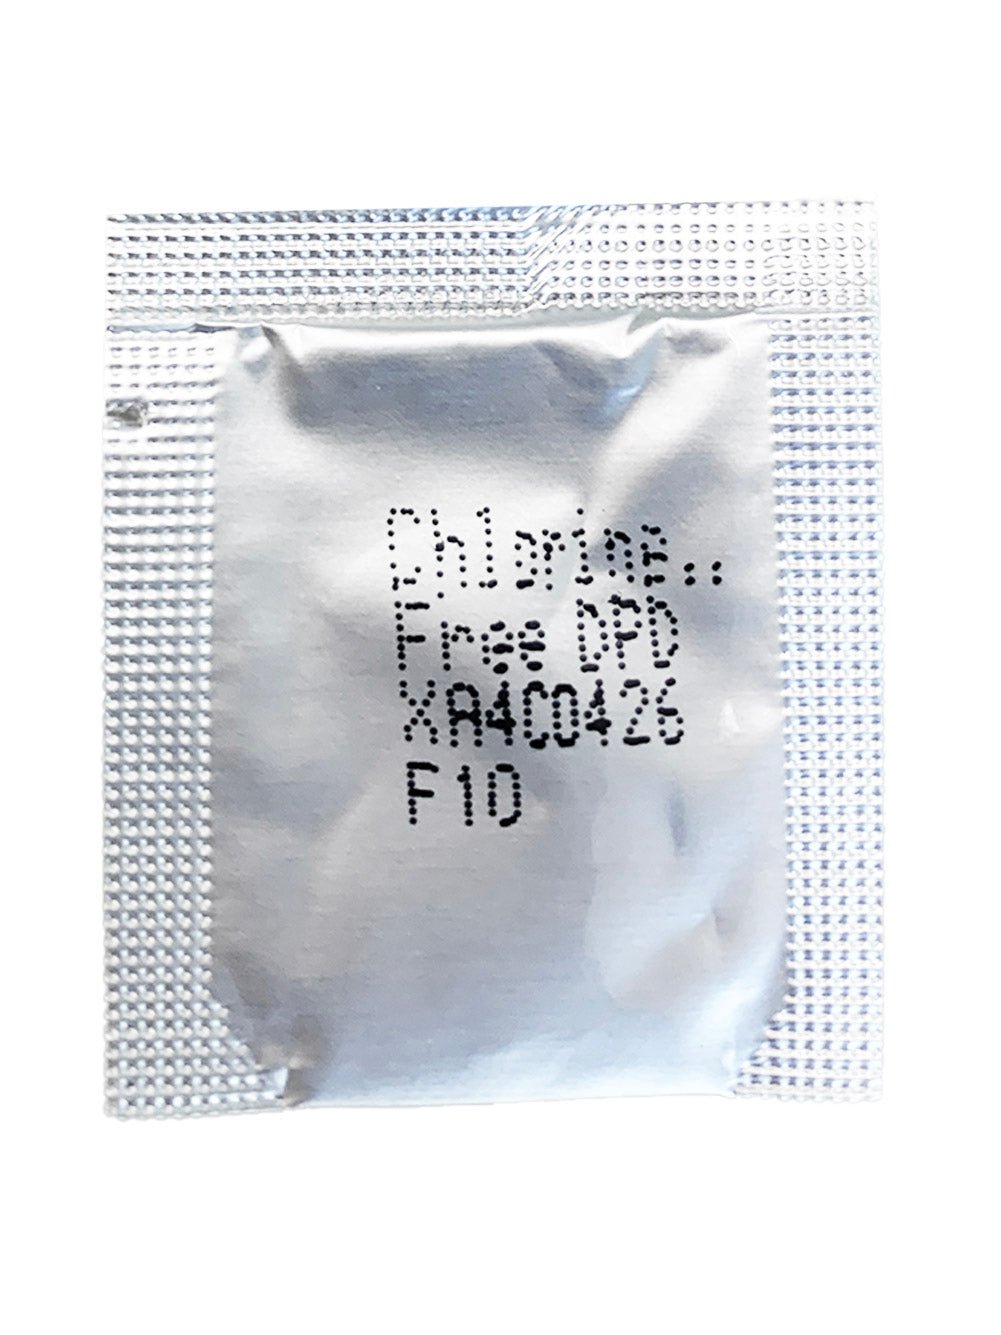 Chlorine..
Free DPD
XA4C0426
F10